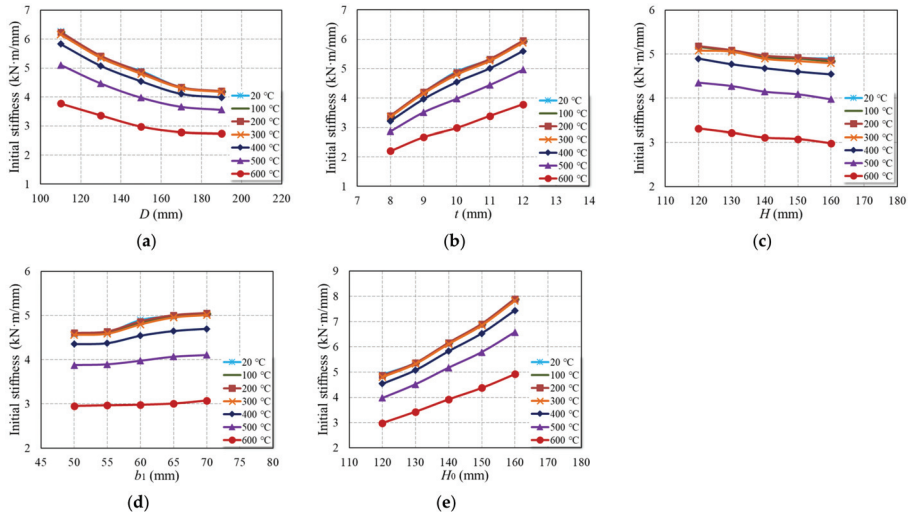 Initial stiffness (kN·m/mm)
7
6
5
4
3
2
1
20 °C
100 °C
200 °C
300 °C
400 °C
500 °C
600 °C
100 120 140 160 180 200 220
D (mm)
(a)
Initial stiffness (kN·m/mm)
7
6
5
4
3
2
1
20 °C
100 °C
200 °C
300 °C
400 °C
500 °C
600 °C
7 8 9 10 11 12 13 14
t (mm)
(b)
Initial stiffness (kN·m/mm)
6
5
4
3
2
20 °C
100 °C
200 °C
300 °C
400 °C
500 °C
600 °C
110 120 130 140 150 160 170 180
H (mm)
(c)
Initial stiffness (kN·m/mm)
6
5
4
3
2
20 °C
100 °C
200 °C
300 °C
400 °C
500 °C
600 °C
45 50 55 60 65 70 75 80
b1 (mm)
(d)
Initial stiffness (kN·m/mm)
9
8
7
6
5
4
3
2
20 °C
100 °C
200 °C
300 °C
400 °C
500 °C
600 °C
110 120 130 140 150 160 170 180
H0 (mm)
(e)